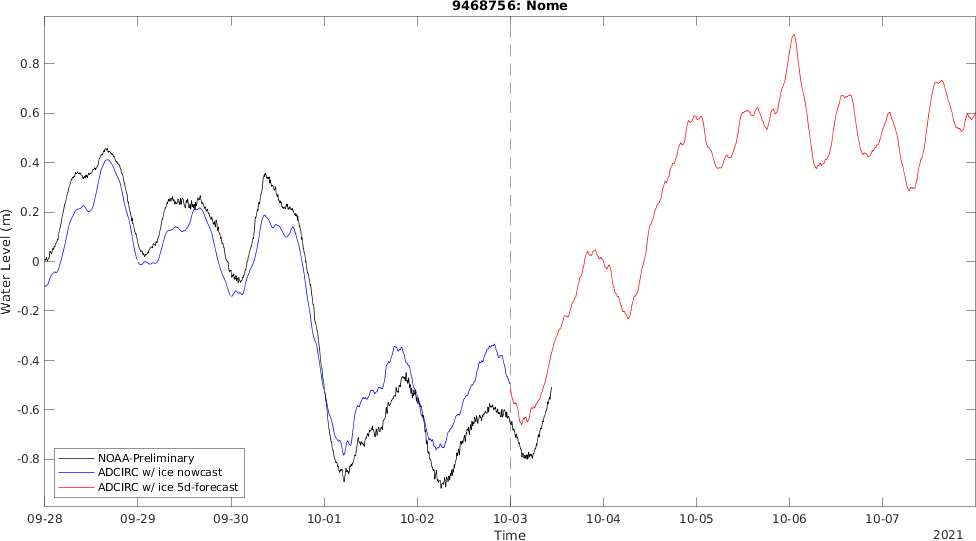 9468756: Nome
Water Level (m)
0.8
0.6
0.4
0.2
0
-0.2
-0.4
-0.6
-0.8
NOAA-Preliminary
ADCIRC w/ ice nowcast
ADCIRC w/ ice 5d-forecast
09-28 09-29 09-30 10-01 10-02 10-03 10-04 10-05 10-06 10-07
Time
2021